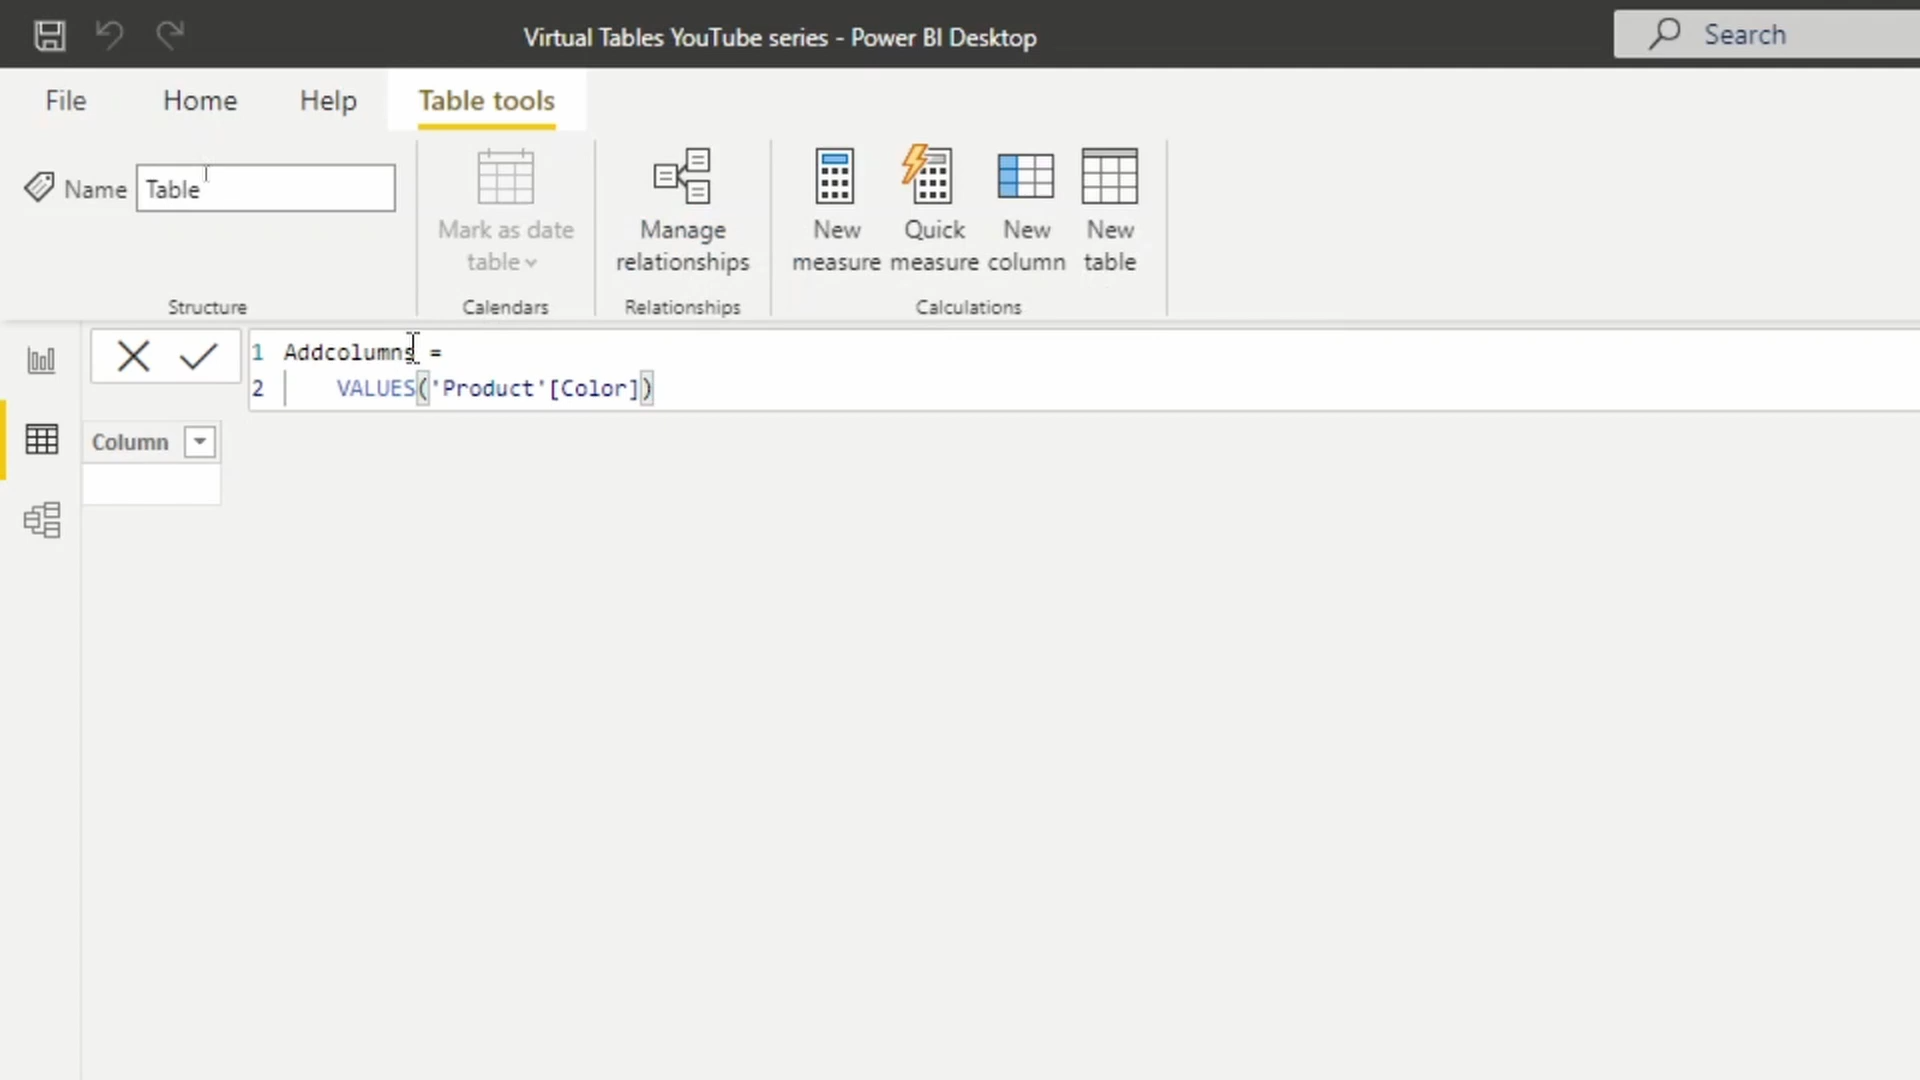 Virtual Tables YouTube series - Power BI Desktop
Search
File
Home
Help
Table tools
Name
Table
Structure
Mark as date
table
Calendars
Manage
relationships
Relationships
New
measure
Quick
measure
New
column
New
table
Calculations
1 Addcolumns =
2 VALUES('Product'[Color])
Column